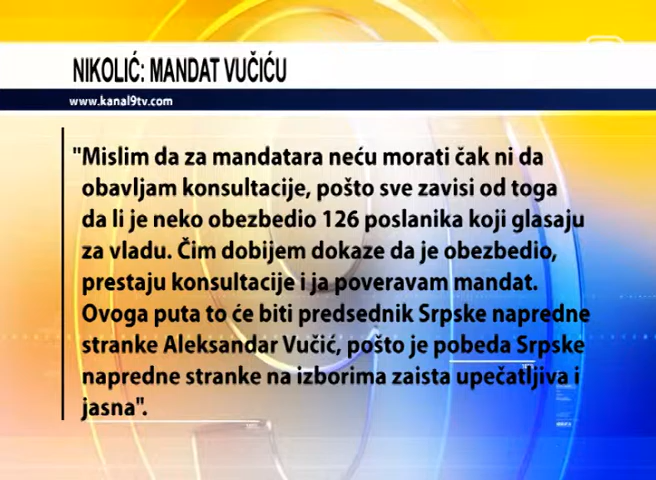 NIKOLIĆ: MANDAT VUČIĆU
www.kanal9tv.com
"Mislim da za mandatara neću morati čak ni da
obavljam konsultacije, pošto sve zavisi od toga
da li je neko obezbedio 126 poslanika koji glasaju
za vladu. Čim dobijem dokaze da je obezbedio,
prestaju konsultacije i ja poveravam mandat.
Ovoga puta to će biti predsednik Srpske napredne
stranke Aleksandar Vučić, pošto je pobeda Srpske
napredne stranke na izborima zaista upečatljiva i
jasna".